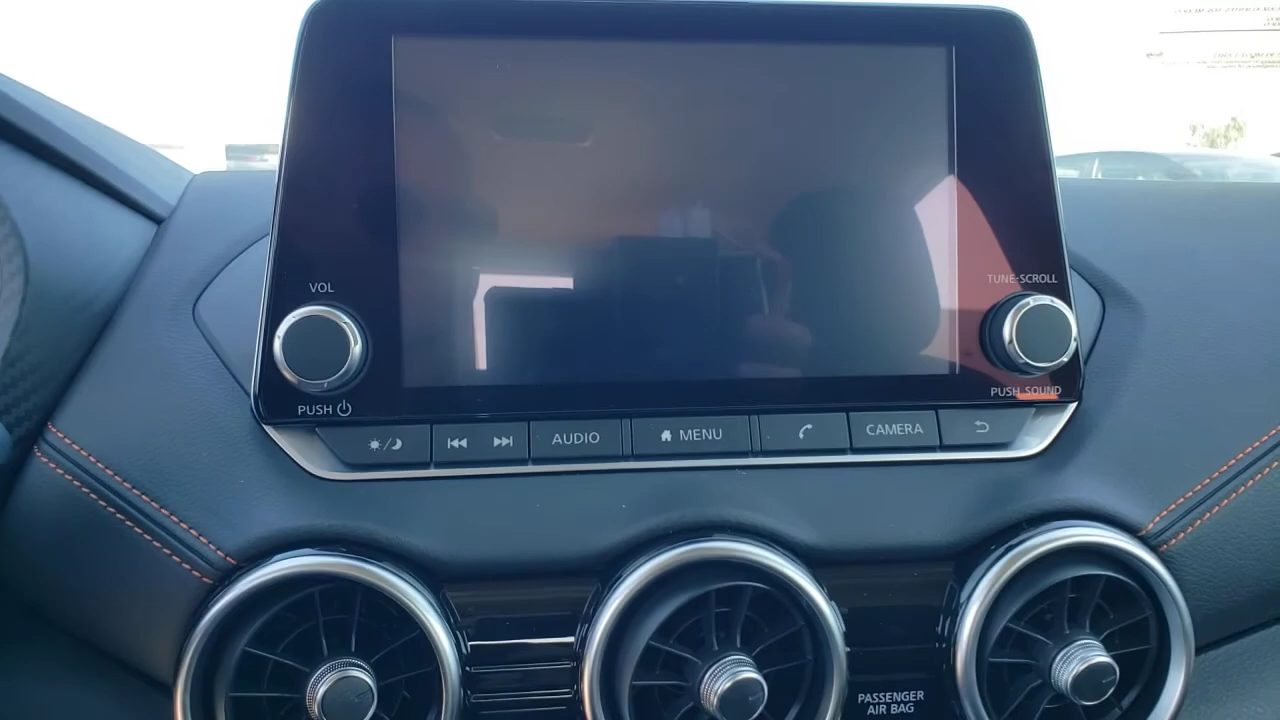 VOL
TUNE·SCROLL
PUSH
PUSH SOUND
AUDIO
MENU
CAMERA
PASSENGER
AIR BAG